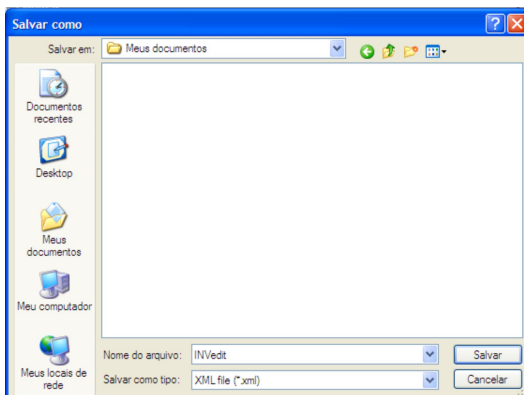 Salvar como
Salvar em:
Meus documentos
Documentos
recentes
Desktop
Meus
documentos
Meu computador
Meus locais de
rede
Nome do arquivo:
INVedit
Salvar
Salvar como tipo:
XML file (*.xml)
Cancelar